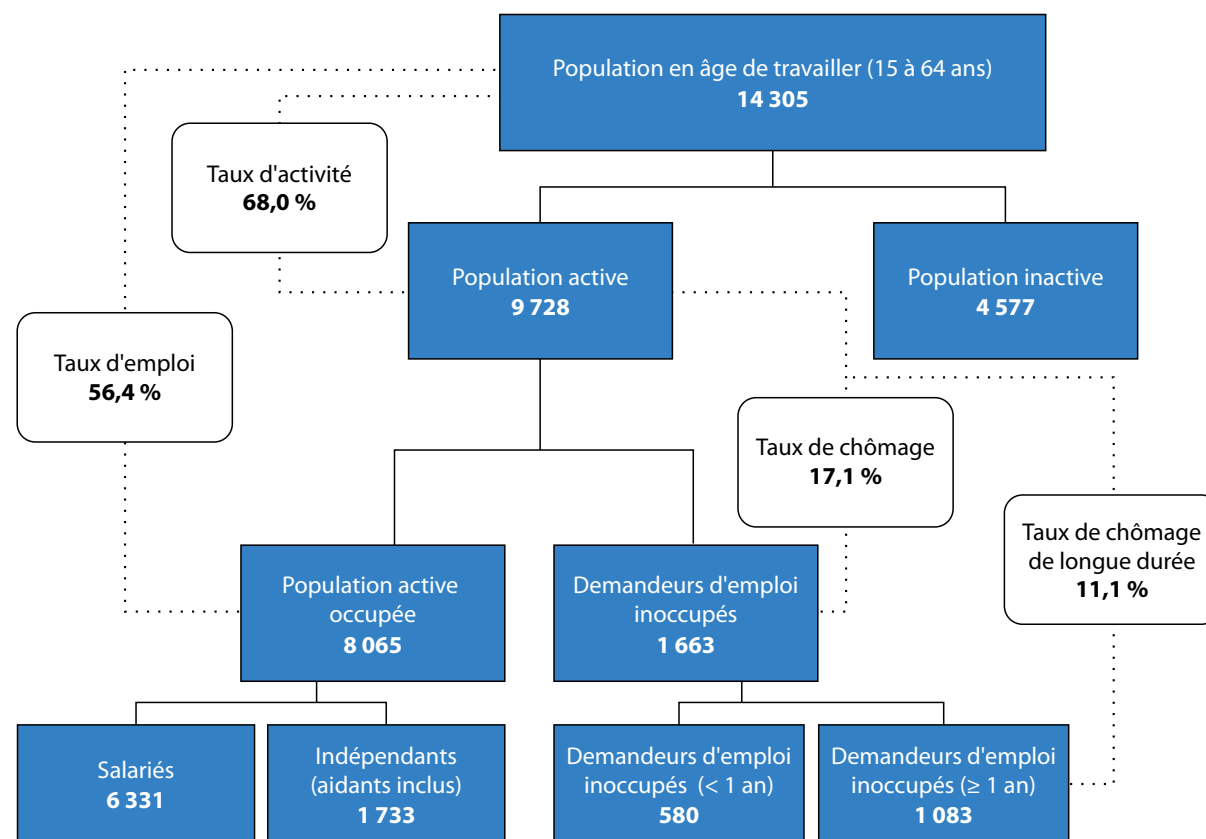 Population en âge de travailler (15 à 64 ans)
14 305
Taux d'activité
68,0 %
Population active
9 728
Population inactive
4 577
Taux d'emploi
56,4 %
Taux de chômage
17,1 %
Taux de chômage
de longue durée
11,1 %
Population active
occupée
8 065
Demandeurs d'emploi
inoccupés
1 663
Salariés
6 331
Indépendants
(aidants inclus)
1 733
Demandeurs d'emploi
inoccupés (< 1 an)
580
Demandeurs d'emploi
inoccupés (≥ 1 an)
1 083